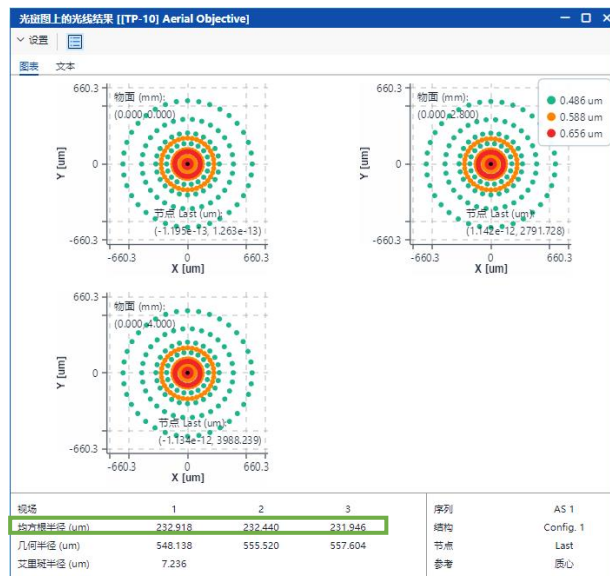 光斑图上的光线结果 [[TP-10] Aerial Objective]
设置
图表 文本
660.3
0
-660.3
Y [um]
物面 (mm):
(0.000, 0.000)
节点 Last (um):
(-1.195e-13, 1.263e-13)
-660.3 0 660.3
X [um]
660.3
0
-660.3
Y [um]
物面 (mm):
(0.000, 2.800)
节点 Last (um):
(1.142e-12, 2791.728)
-660.3 0 660.3
X [um]
0.486 um
0.588 um
0.656 um
660.3
0
-660.3
Y [um]
物面 (mm):
(0.000, 4.000)
节点 Last (um):
(-1.134e-12, 3988.239)
-660.3 0 660.3
X [um]
视场 1 2 3
均方根半径 (um) 232.918 232.440 231.946
几何半径 (um) 548.138 555.520 557.604
艾里斑半径 (um) 7.236
序列 AS 1
结构 Config. 1
节点 Last
参考 质心